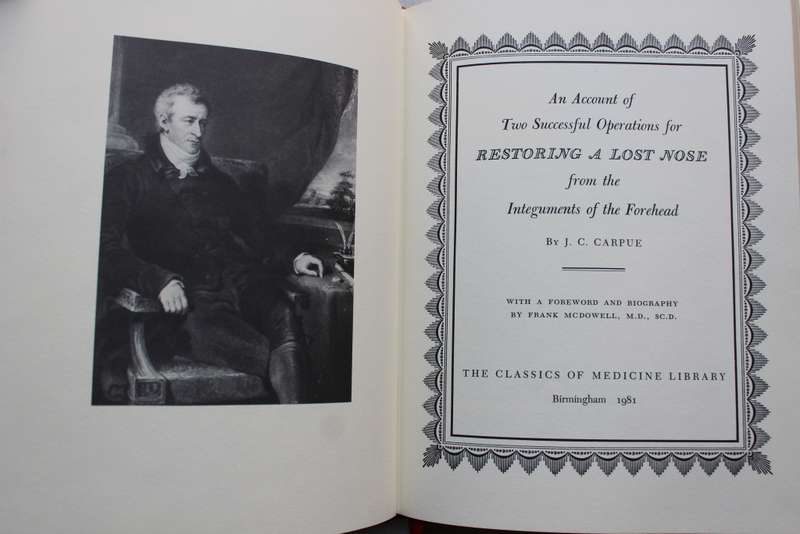 An Account of
Two Successful Operations for
RESTORING A LOST NOSE
from the
Integuments of the Forehead
By J. C. CARPUE
WITH A FOREWORD AND BIOGRAPHY
BY FRANK MCDOWELL, M.D., SC.D.
THE CLASSICS OF MEDICINE LIBRARY
Birmingham 1981